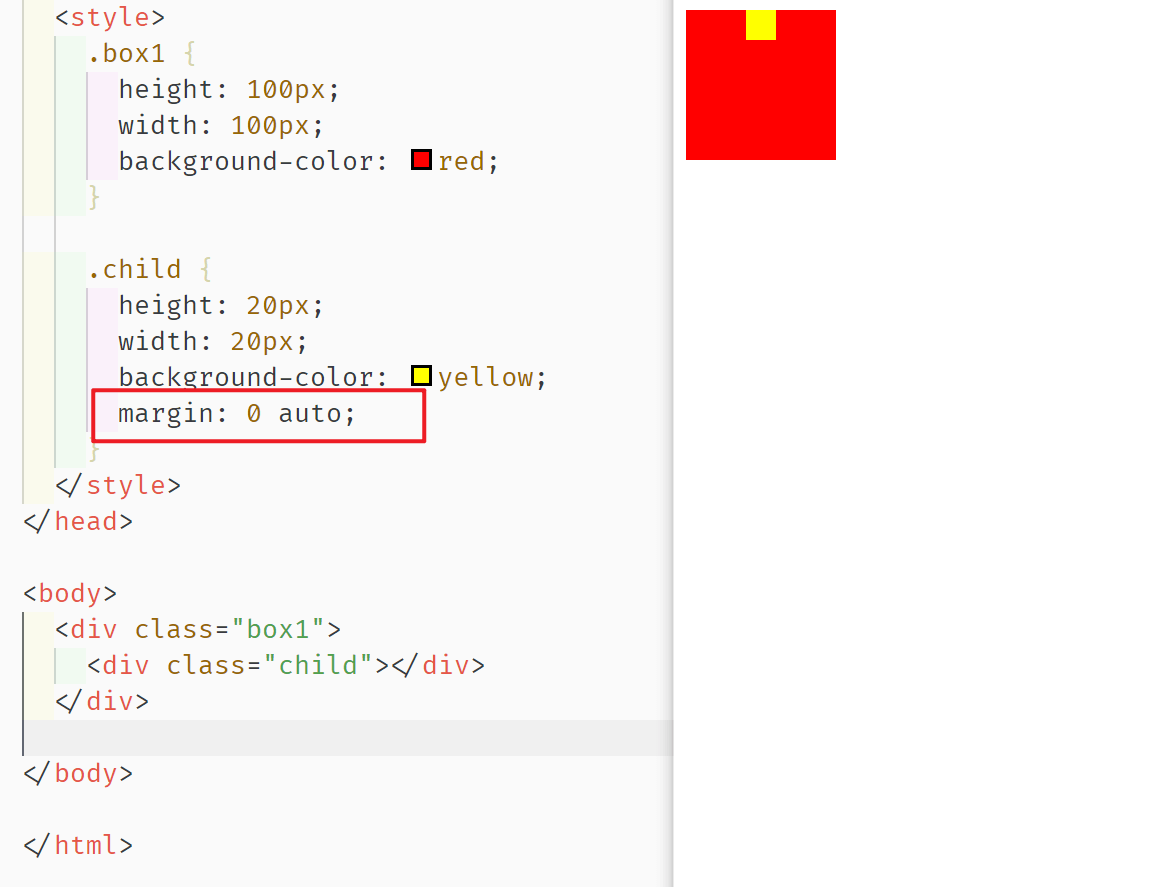 <style>
.box1 {
height: 100px;
width: 100px;
background-color: red;
}
.child {
height: 20px;
width: 20px;
background-color: yellow;
margin: 0 auto;
}
</style>
</head>
<body>
<div class="box1">
<div class="child"></div>
</div>
</body>
</html>